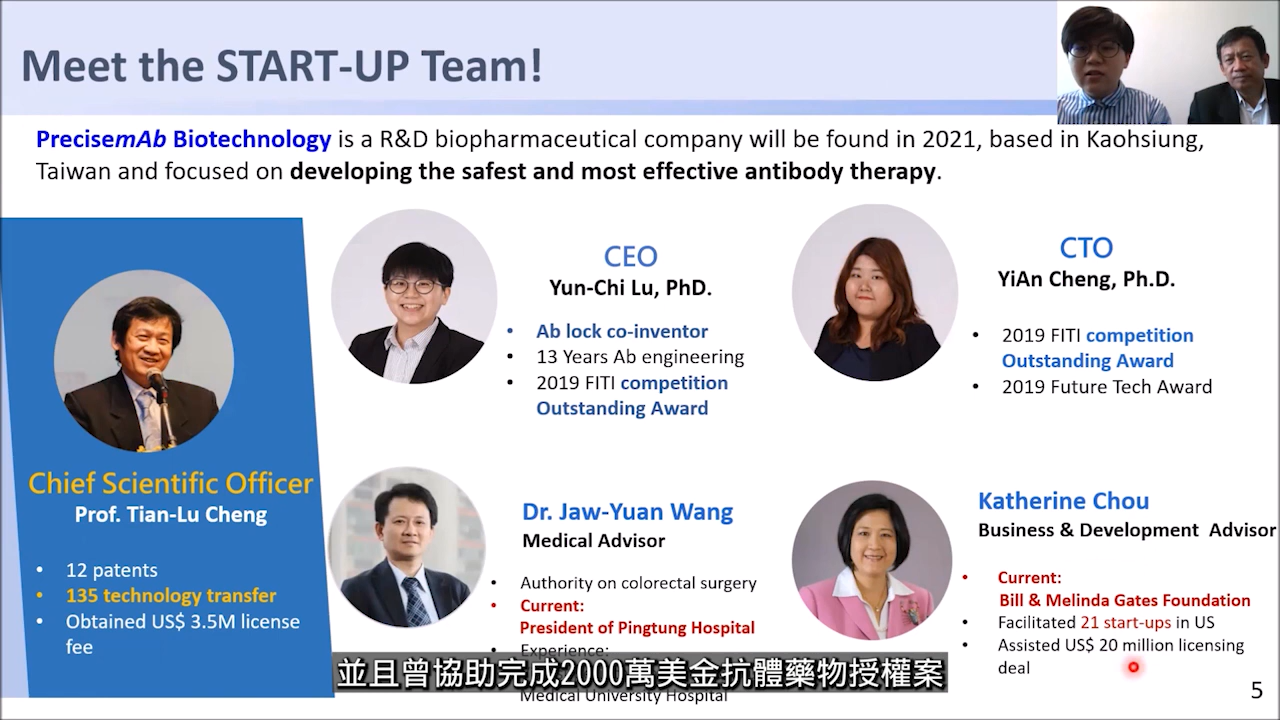 Meet the START-UP Team!
PrecisemAb Biotechnology is a R&D biopharmaceutical company will be found in 2021, based in Kaohsiung,
Taiwan and focused on developing the safest and most effective antibody therapy.
Chief Scientific Officer
Prof. Tian-Lu Cheng
• 12 patents
• 135 technology transfer
• Obtained US$ 3.5M license
fee
CEO
Yun-Chi Lu, PhD.
• Ab lock co-inventor
• 13 Years Ab engineering
• 2019 FITI competition
Outstanding Award
CTO
YiAn Cheng, Ph.D.
• 2019 FITI competition
Outstanding Award
• 2019 Future Tech Award
Dr. Jaw-Yuan Wang
Medical Advisor
• Authority on colorectal surgery
• Current:
President of Pingtung Hospital
• Experience:
Medical University Hospital
Katherine Chou
Business & Development Advisor
• Current:
Bill & Melinda Gates Foundation
• Facilitated 21 start-ups in US
• Assisted US$ 20 million licensing
deal
並且曾協助完成2000萬美金抗體藥物授權案
5